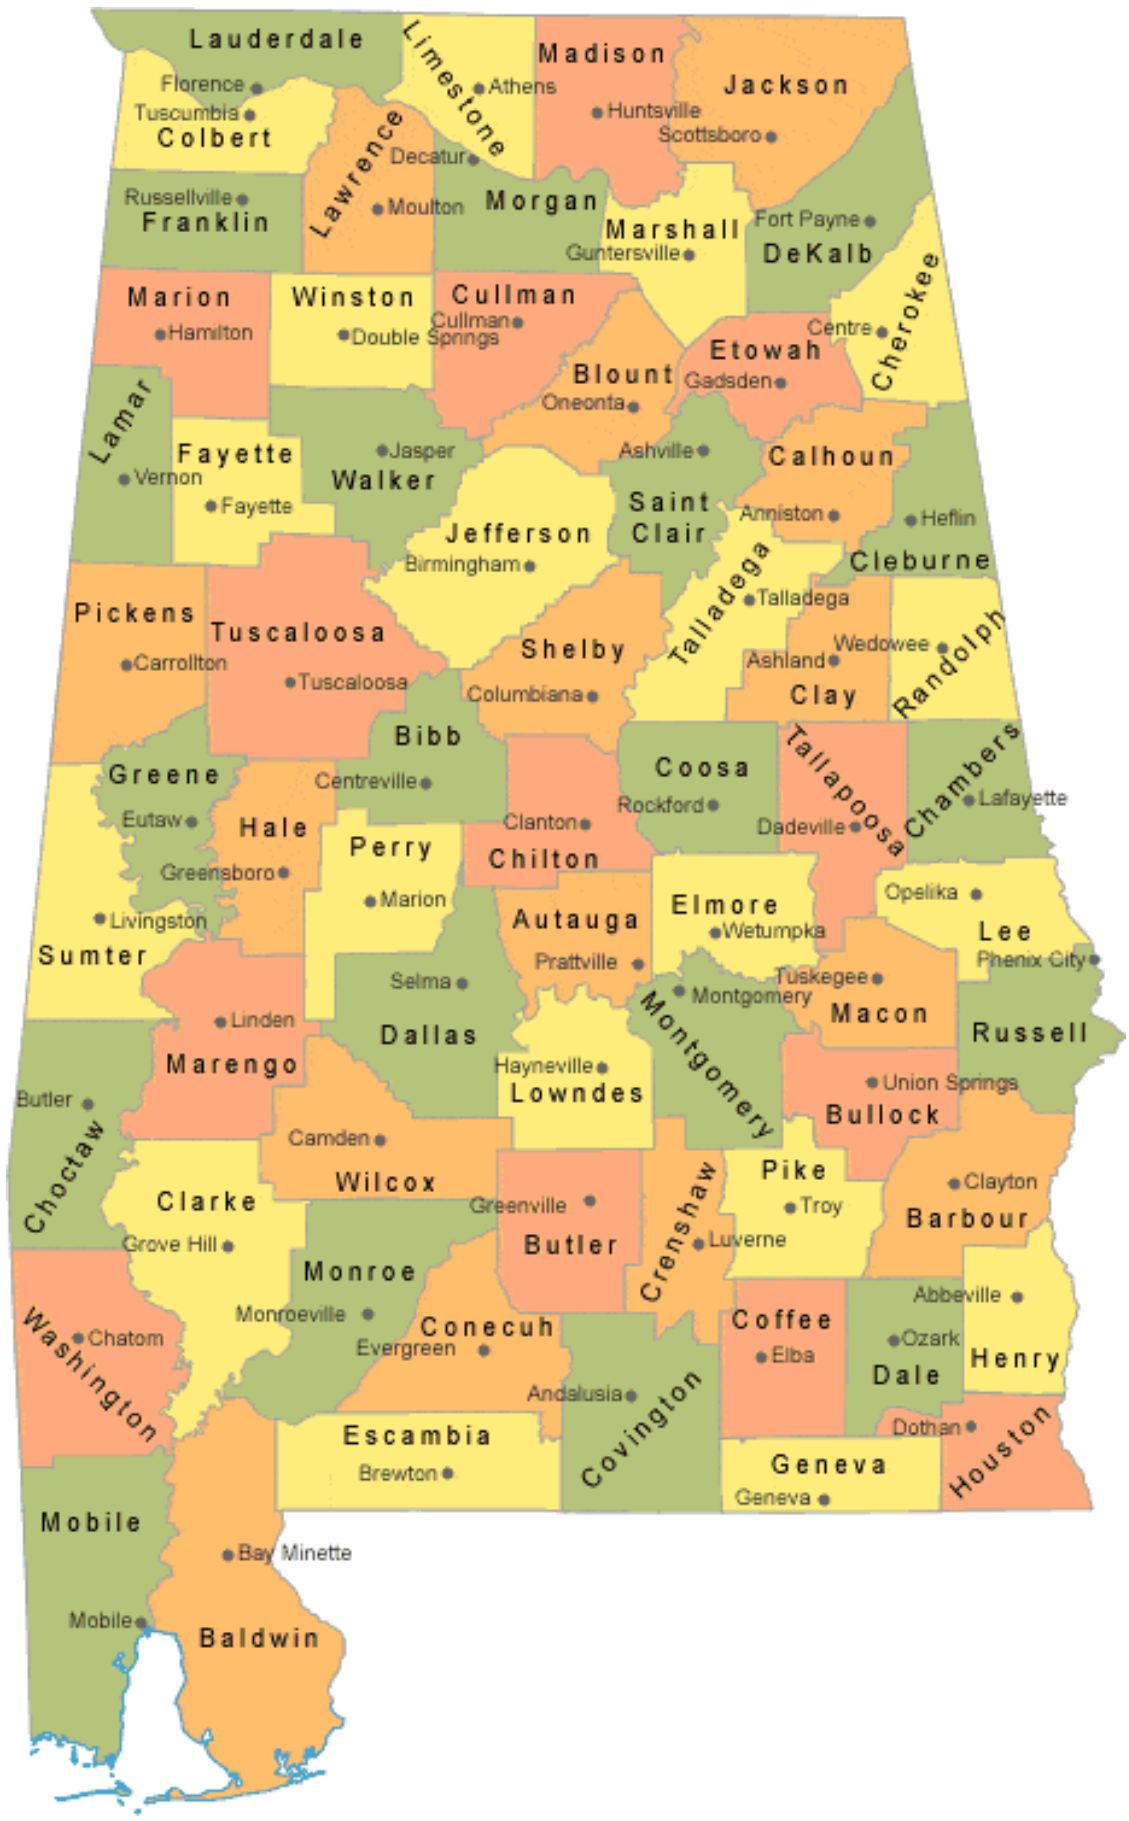 Lauderdale
Limestone
Madison
Jackson
Florence
Athens
Tuscumbia
Huntsville
Colbert
Scottsboro
Lawrence
Decatur
Russellville
Franklin
Moulton
Morgan
Marshall
Guntersville
Fort Payne
DeKalb
Cherokee
Marion
Hamilton
Winston
Double Springs
Cullman
Cullman
Centre
Etowah
Gadsden
Blount
Oneonta
Lamar
Vernon
Fayette
Fayette
Jasper
Walker
Ashville
Saint
Clair
Calhoun
Anniston
Heflin
Cleburne
Jefferson
Birmingham
Talladega
Talladega
Pickens
Carrollton
Tuscaloosa
Tuscaloosa
Shelby
Columbiana
Ashland
Clay
Wedowee
Randolph
Bibb
Centreville
Greene
Eutaw
Hale
Greensboro
Coosa
Rockford
Tallapoosa
Dadeville
Chambers
Lafayette
Clanton
Chilton
Perry
Marion
Livingston
Sumter
Autauga
Prattville
Elmore
Wetumpka
Opelika
Lee
Phenix City
Selma
Dallas
Tuskegee
Macon
Montgomery
Montgomery
Russell
Linden
Marengo
Hayneville
Lowndes
Union Springs
Bullock
Butler
Choctaw
Camden
Wilcox
Clarke
Grove Hill
Greenville
Butler
Crenshaw
Luverne
Pike
Troy
Clayton
Barbour
Monroe
Monroeville
Washington
Chatom
Conecuh
Evergreen
Coffee
Elba
Ozark
Dale
Abbeville
Henry
Andalusia
Covington
Dothan
Houston
Escambia
Brewton
Geneva
Geneva
Mobile
Mobile
Bay Minette
Baldwin